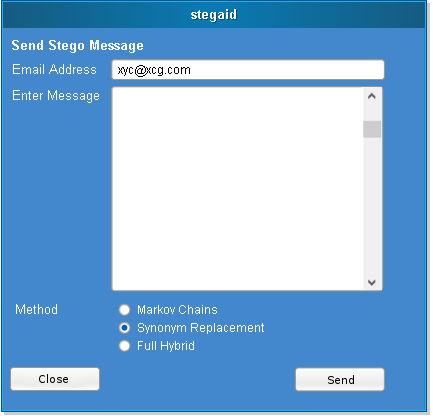 stegaid
Send Stego Message
Email Address xyc@xcg.com
Enter Message
Method
Markov Chains
Synonym Replacement
Full Hybrid
Close Send